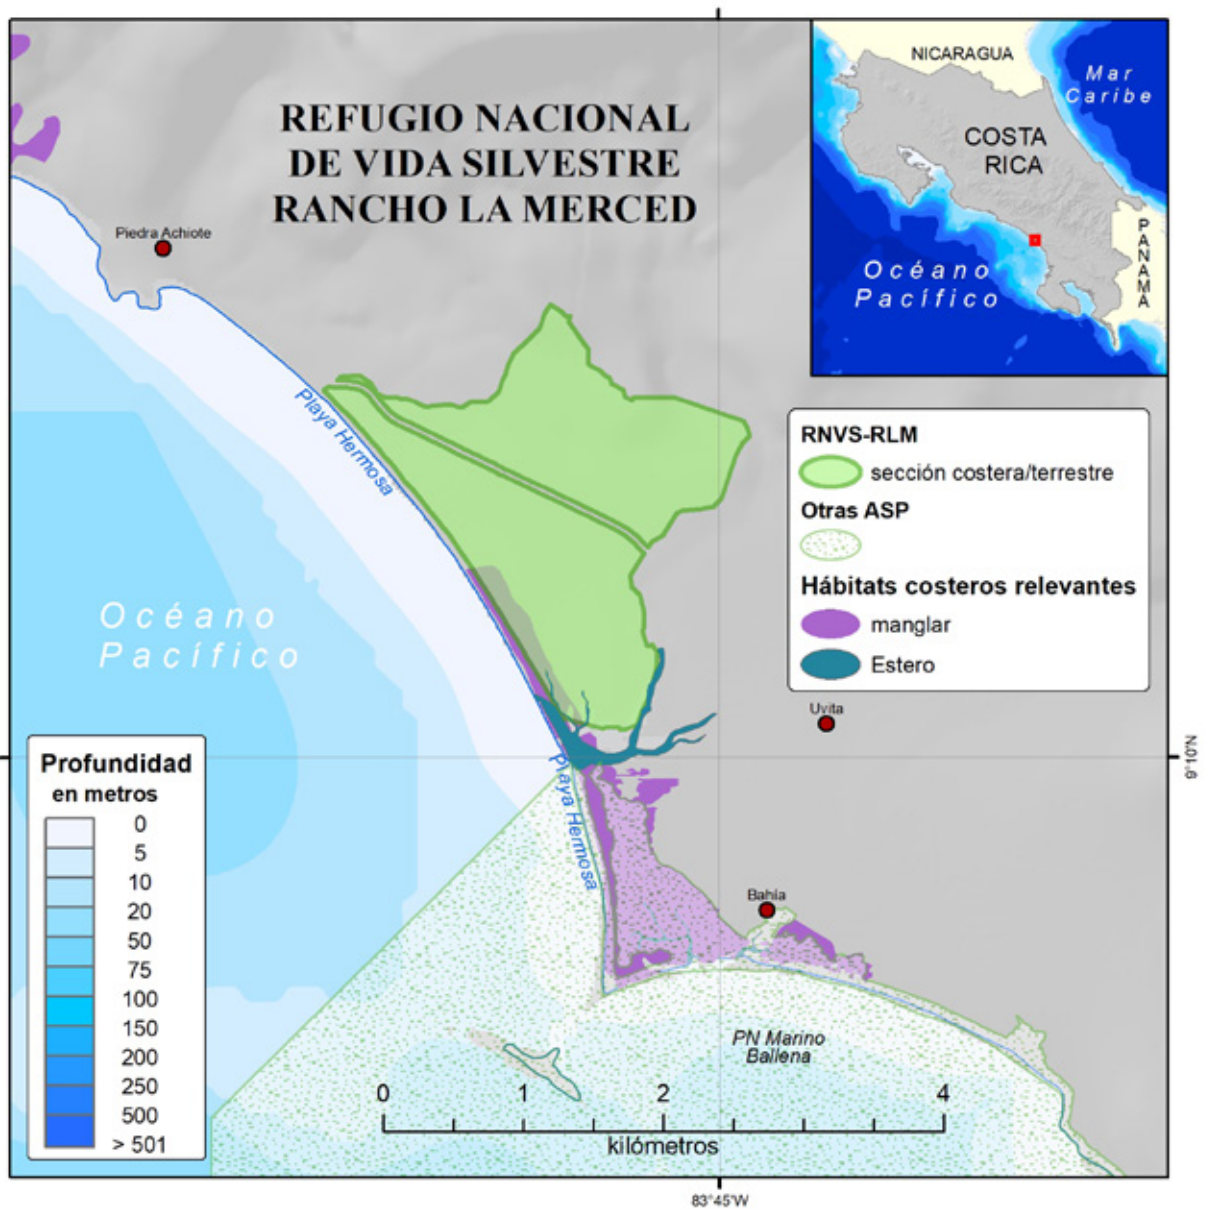 REFUGIO NACIONAL
DE VIDA SILVESTRE
RANCHO LA MERCED
NICARAGUA
Mar
Caribe
COSTA
RICA
PANAMÁ
Océano
Pacífico
Piedra Achiote
Playa Hermosa
RNVS-RLM
sección costera/terrestre
Otras ASP
Hábitats costeros relevantes
manglar
Estero
Océano
Pacífico
Uvita
9°10'N
Playa Hermosa
Profundidad
en metros
0
5
10
20
50
75
100
150
200
250
500
> 501
Bahía
PN Marino
Ballena
0 1 2 4
kilómetros
83°45'W